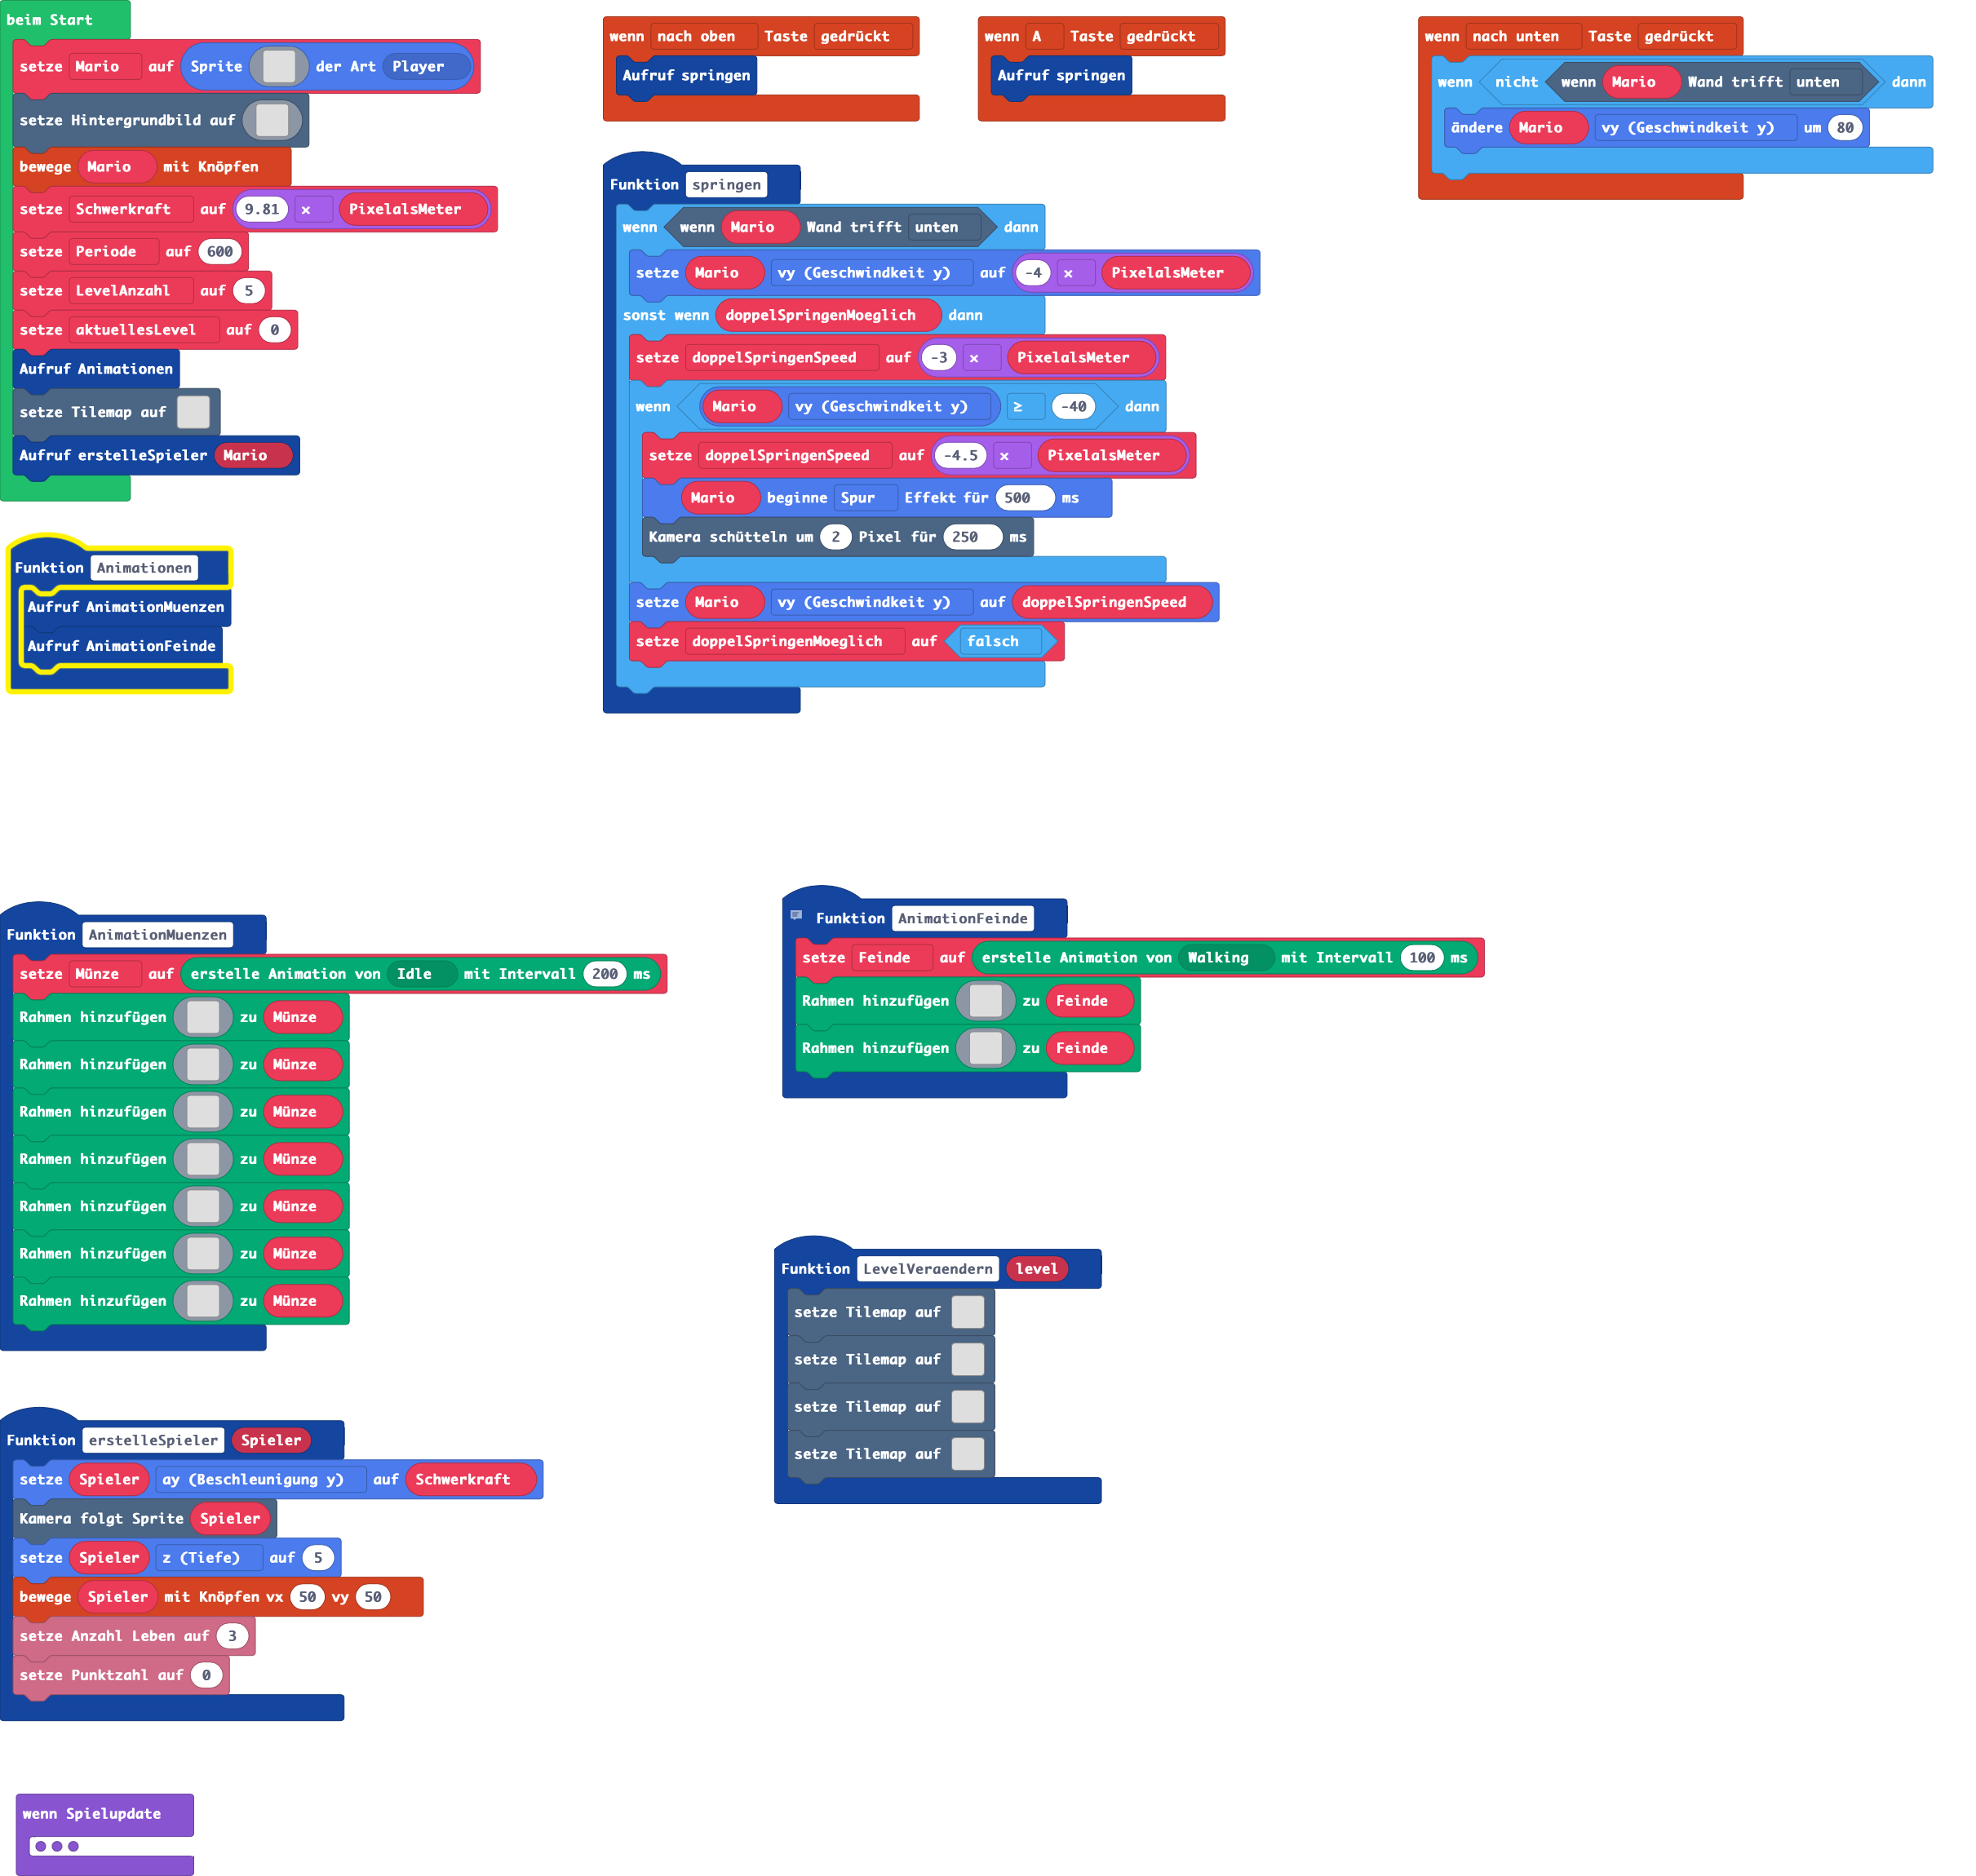 beim Start
setze Mario auf Sprite der Art Player
setze Hintergrundbild auf
bewege Mario mit Knöpfen
setze Schwerkraft auf 9.81 × PixelalsMeter
setze Periode auf 600
setze LevelAnzahl auf 5
setze aktuellesLevel auf 0
Aufruf Animationen
setze Tilemap auf
Aufruf erstelleSpieler Mario
Funktion Animationen
Aufruf AnimationMuenzen
Aufruf AnimationFeinde
wenn nach oben Taste gedrückt
Aufruf springen
wenn A Taste gedrückt
Aufruf springen
wenn nach unten Taste gedrückt
wenn nicht wenn Mario Wand trifft unten dann
ändere Mario vy (Geschwindkeit y) um 80
Funktion springen
wenn wenn Mario Wand trifft unten dann
setze Mario vy (Geschwindkeit y) auf -4 × PixelalsMeter
sonst wenn doppelSpringenMoeglich dann
setze doppelSpringenSpeed auf -3 × PixelalsMeter
wenn Mario vy (Geschwindkeit y) ≥ -40 dann
setze doppelSpringenSpeed auf -4.5 × PixelalsMeter
Mario beginne Spur Effekt für 500 ms
Kamera schütteln um 2 Pixel für 250 ms
setze Mario vy (Geschwindkeit y) auf doppelSpringenSpeed
setze doppelSpringenMoeglich auf falsch
Funktion AnimationMuenzen
setze Münze auf erstelle Animation von Idle mit Intervall 200 ms
Rahmen hinzufügen zu Münze
Rahmen hinzufügen zu Münze
Rahmen hinzufügen zu Münze
Rahmen hinzufügen zu Münze
Rahmen hinzufügen zu Münze
Rahmen hinzufügen zu Münze
Rahmen hinzufügen zu Münze
Funktion AnimationFeinde
setze Feinde auf erstelle Animation von Walking mit Intervall 100 ms
Rahmen hinzufügen zu Feinde
Rahmen hinzufügen zu Feinde
Funktion LevelVeraendern level
setze Tilemap auf
setze Tilemap auf
setze Tilemap auf
setze Tilemap auf
Funktion erstelleSpieler Spieler
setze Spieler ay (Beschleunigung y) auf Schwerkraft
Kamera folgt Sprite Spieler
setze Spieler z (Tiefe) auf 5
bewege Spieler mit Knöpfen vx 50 vy 50
setze Anzahl Leben auf 3
setze Punktzahl auf 0
wenn Spielupdate